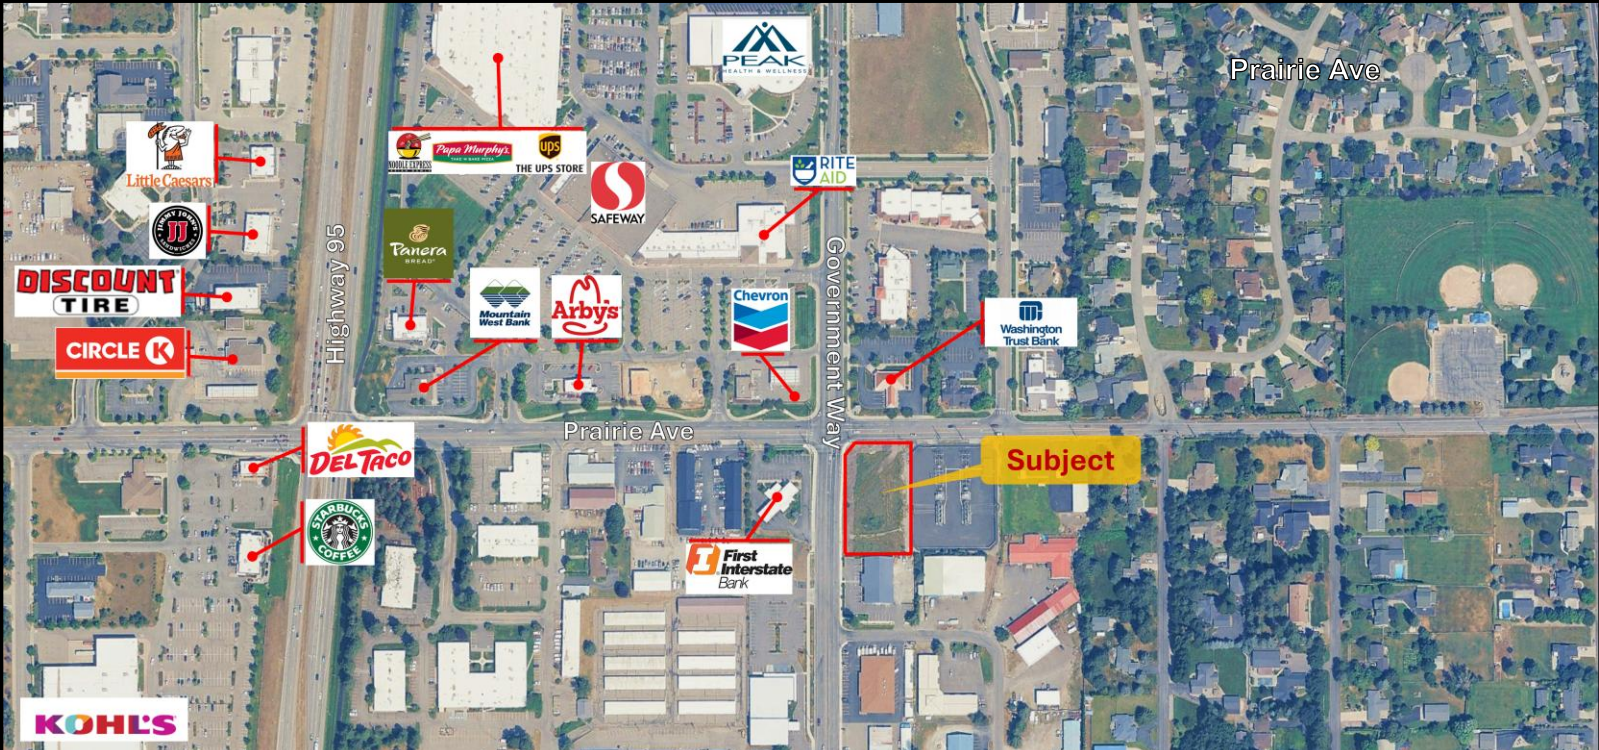 PEAK
HEALTH & WELLNESS
Prairie Ave
Little Caesars
NOODLE EXPRESS
Papa Murphy's
TAKE 'N' BAKE PIZZA
ups
THE UPS STORE
SAFEWAY
RITE
AID
JIMMY JOHN'S
JJ
SANDWICHES
Panera
BREAD
Highway 95
Government Way
DISCOUNT
TIRE
Mountain
West Bank
Arby's
Chevron
Washington
Trust Bank
CIRCLE K
Prairie Ave
DEL TACO
Subject
STARBUCKS
COFFEE
First
Interstate
Bank
KOHL'S